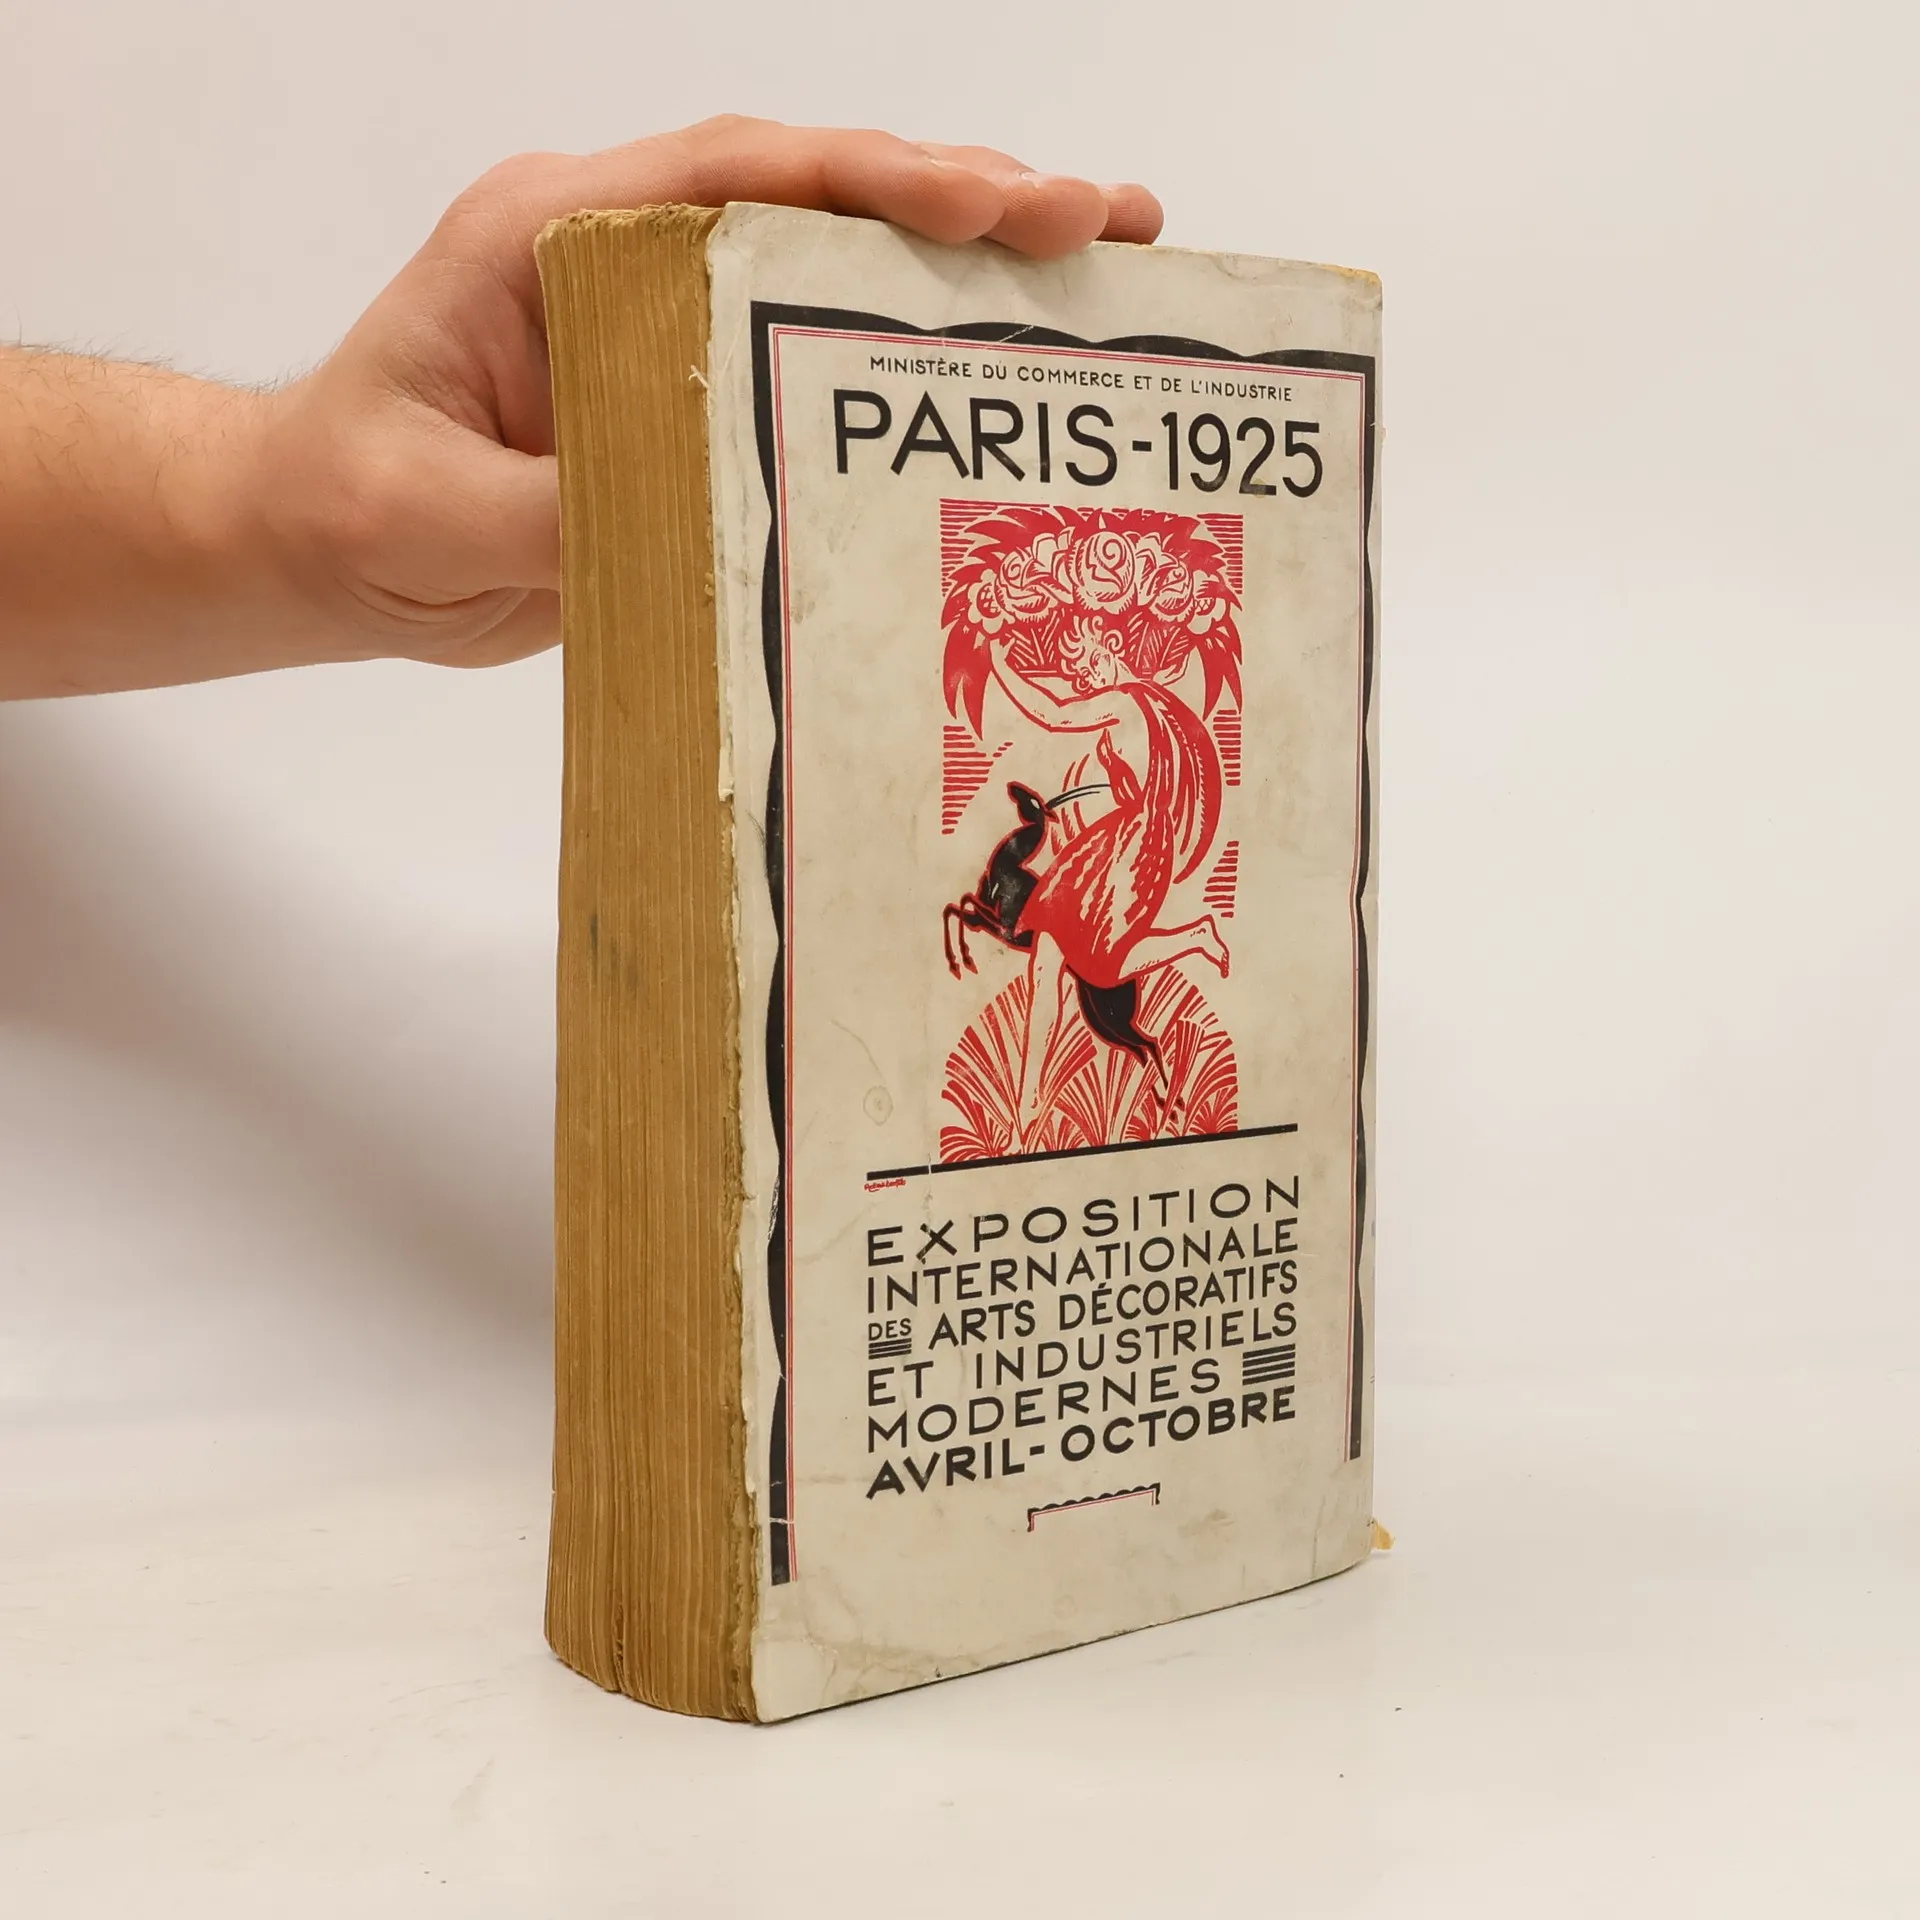 MINISTÈRE DU COMMERCE ET DE L'INDUSTRIE
PARIS-1925
EXPOSITION
INTERNATIONALE
DES ARTS DÉCORATIFS
ET INDUSTRIELS
MODERNES
AVRIL-OCTOBRE